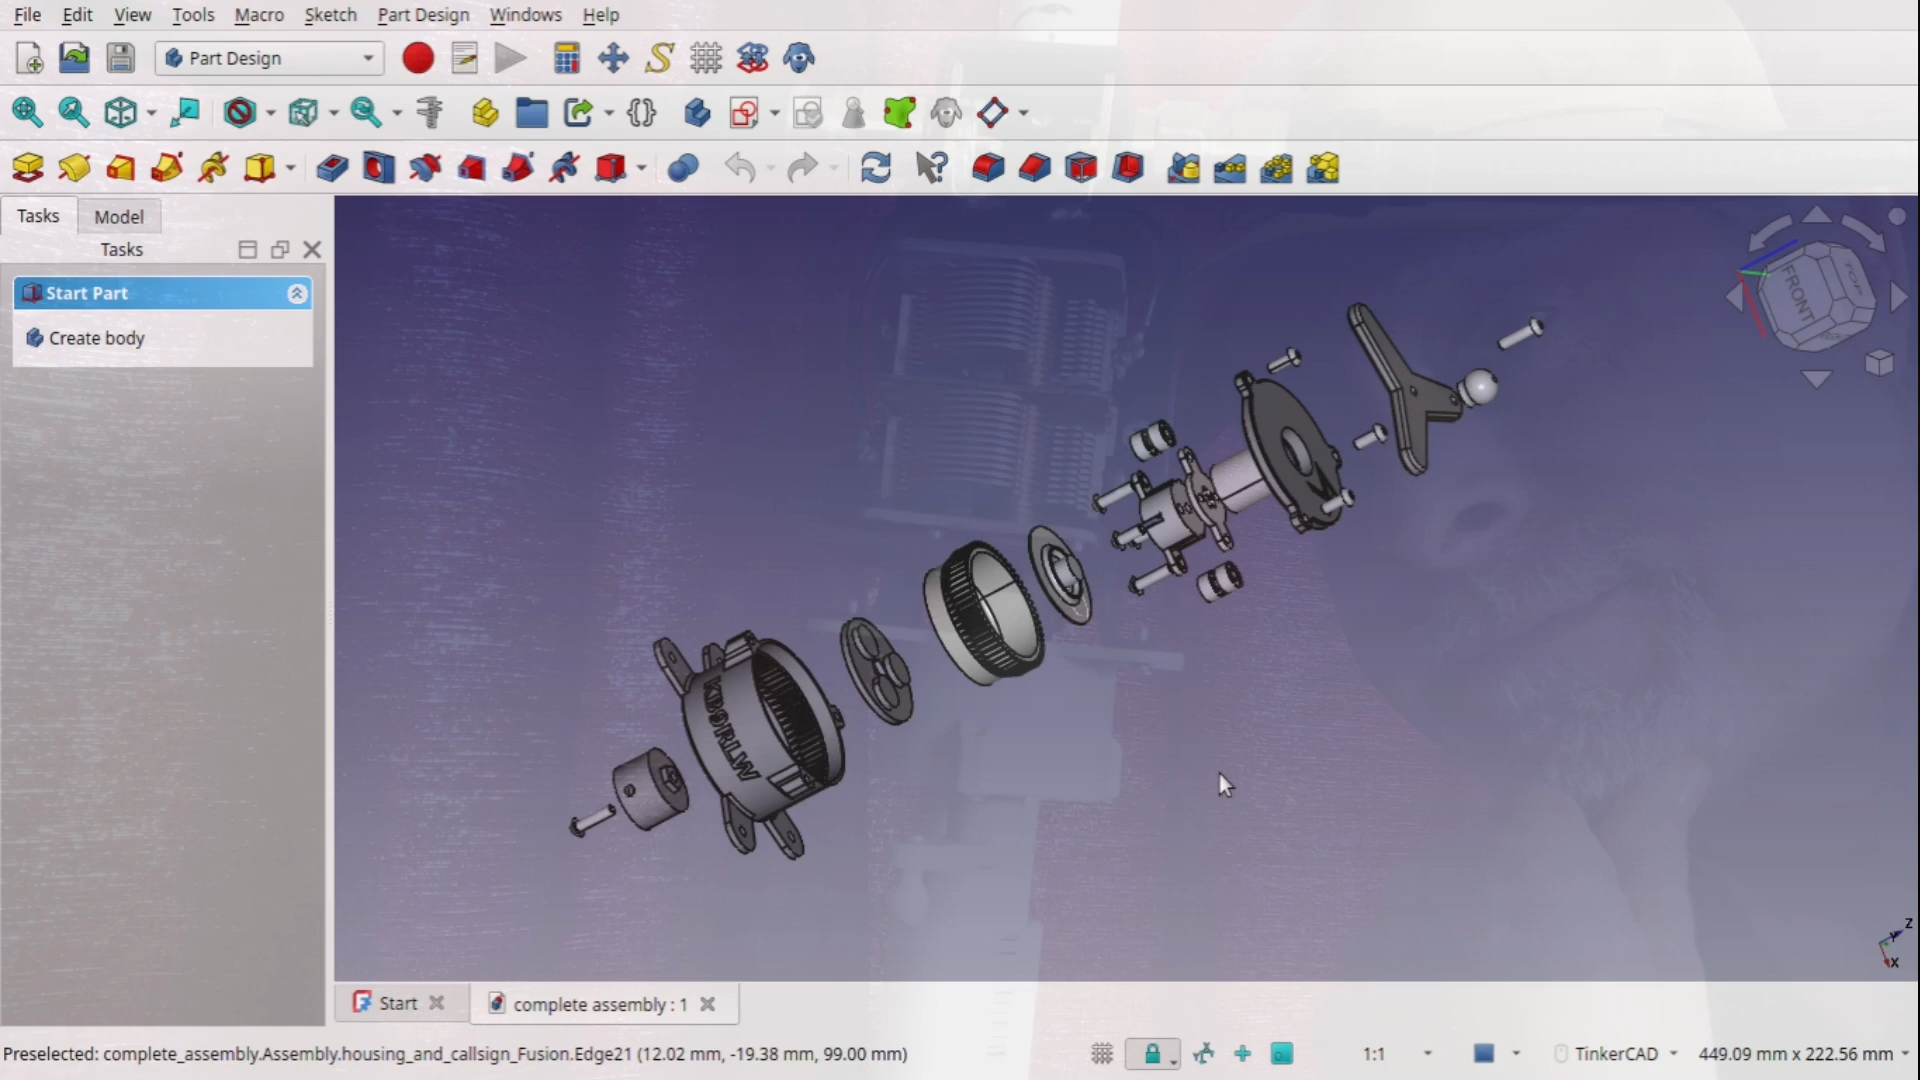 File Edit View Tools Macro Sketch Part Design Windows Help
Part Design
Tasks Model
Tasks
Start Part
Create body
FRONT
TOP
KB9RLW
Z
Y
X
Start
complete assembly : 1
Preselected: complete_assembly.Assembly.housing_and_callsign_Fusion.Edge21 (12.02 mm, -19.38 mm, 99.00 mm)
1:1
TinkerCAD
449.09 mm x 222.56 mm